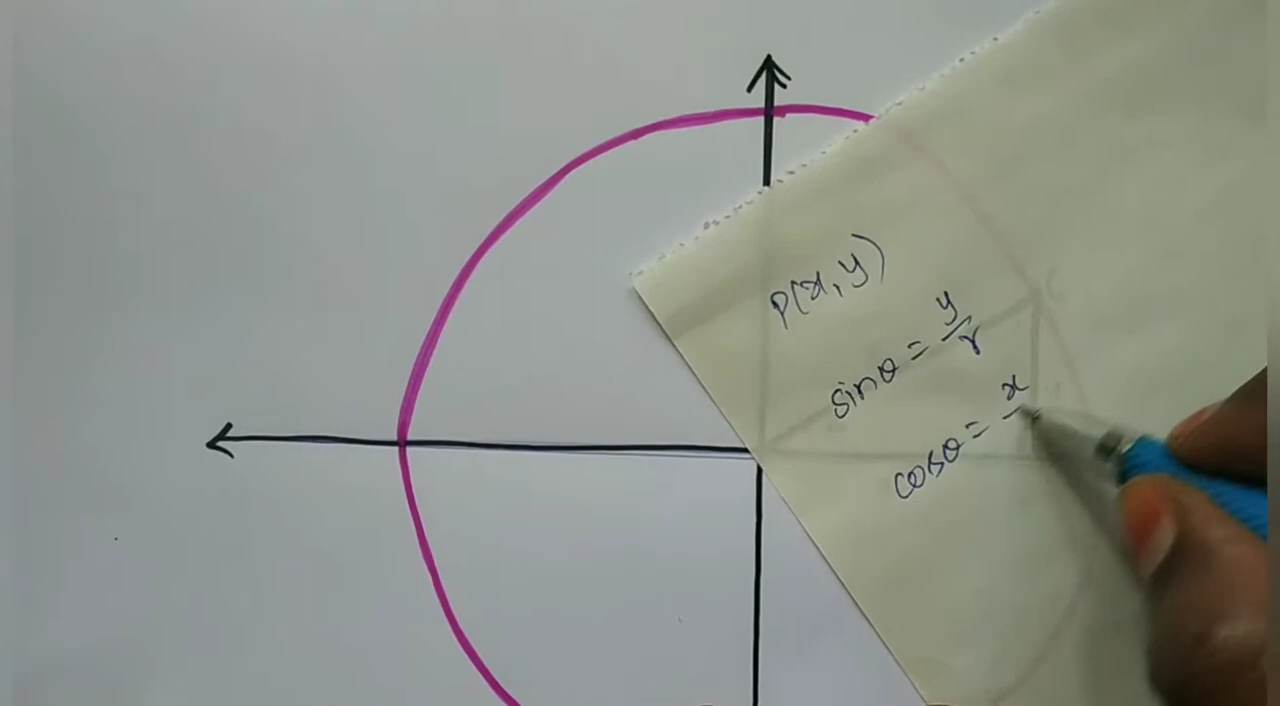 P(x,y)
sinθ = y/r
cosθ = x/